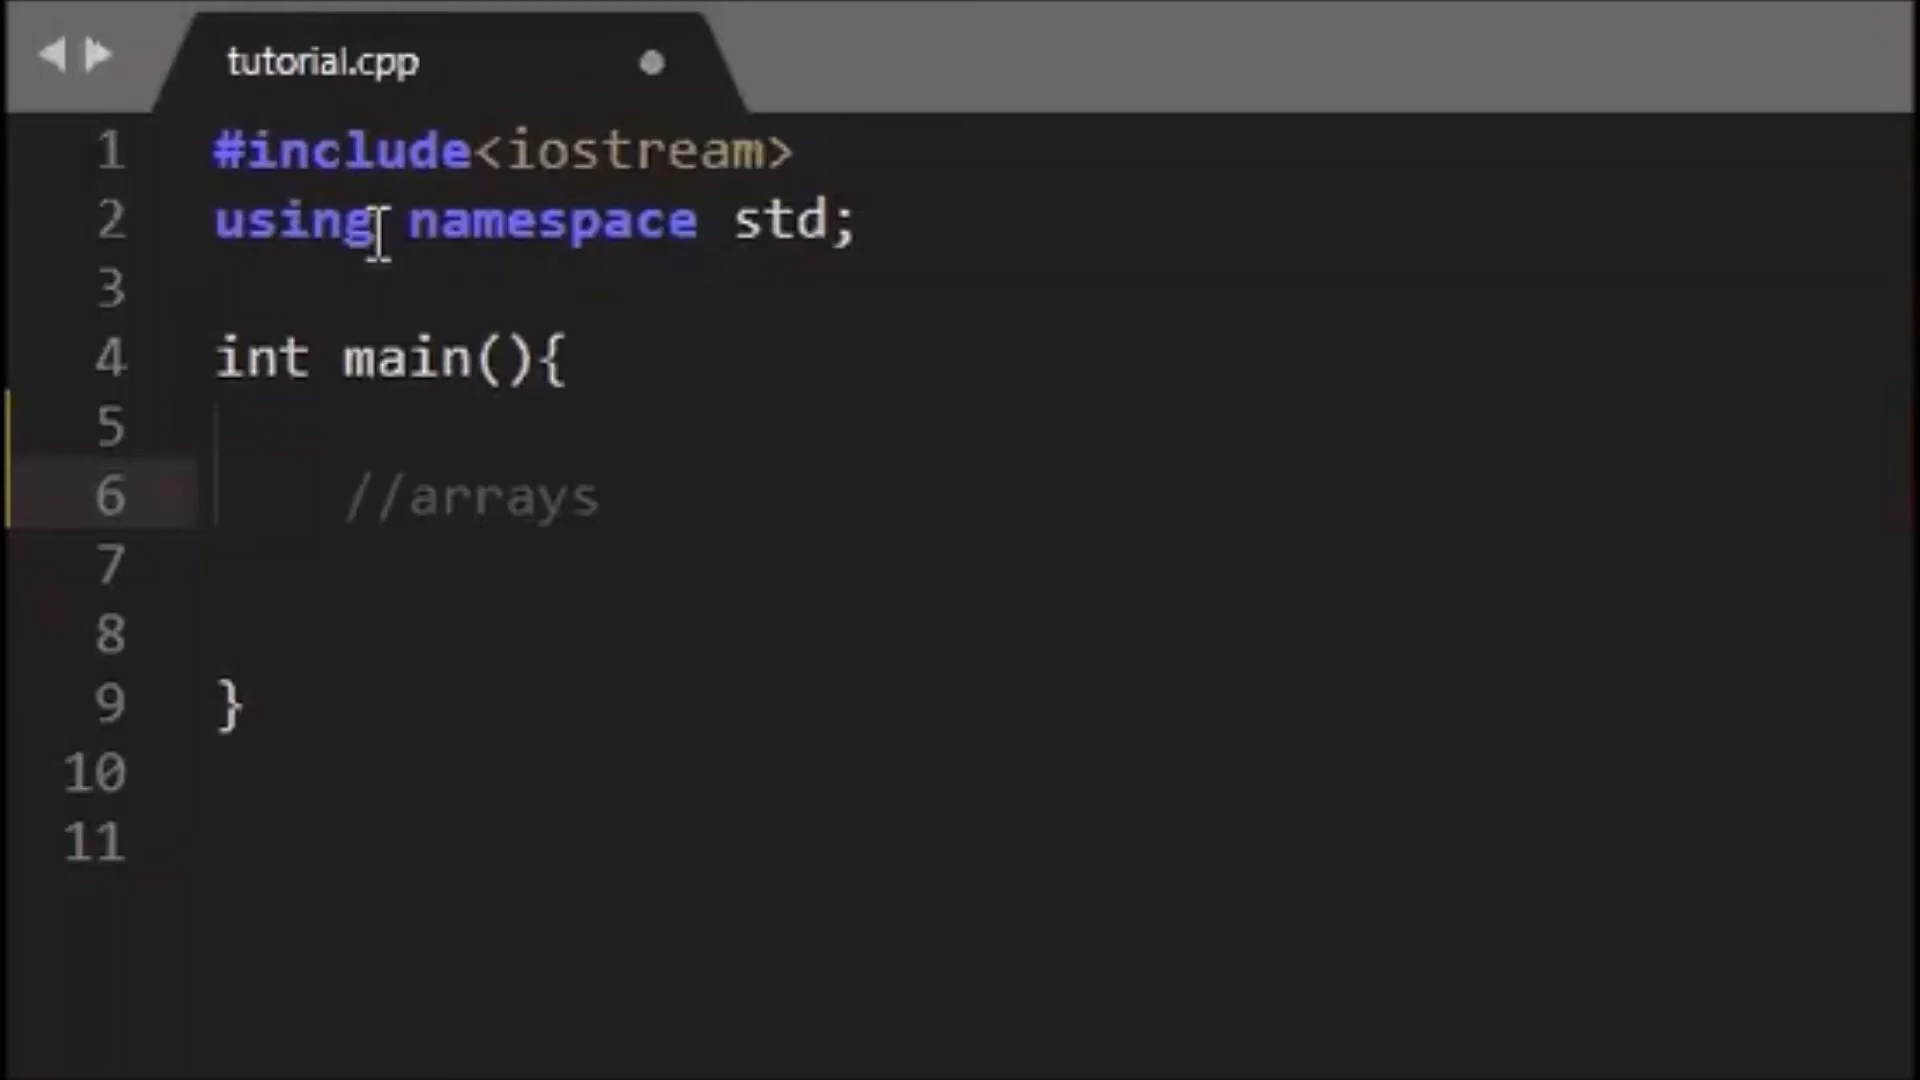 tutorial.cpp
1 #include<iostream>
2 using namespace std;
3
4 int main(){
5
6 //arrays
7
8
9 }
10
11